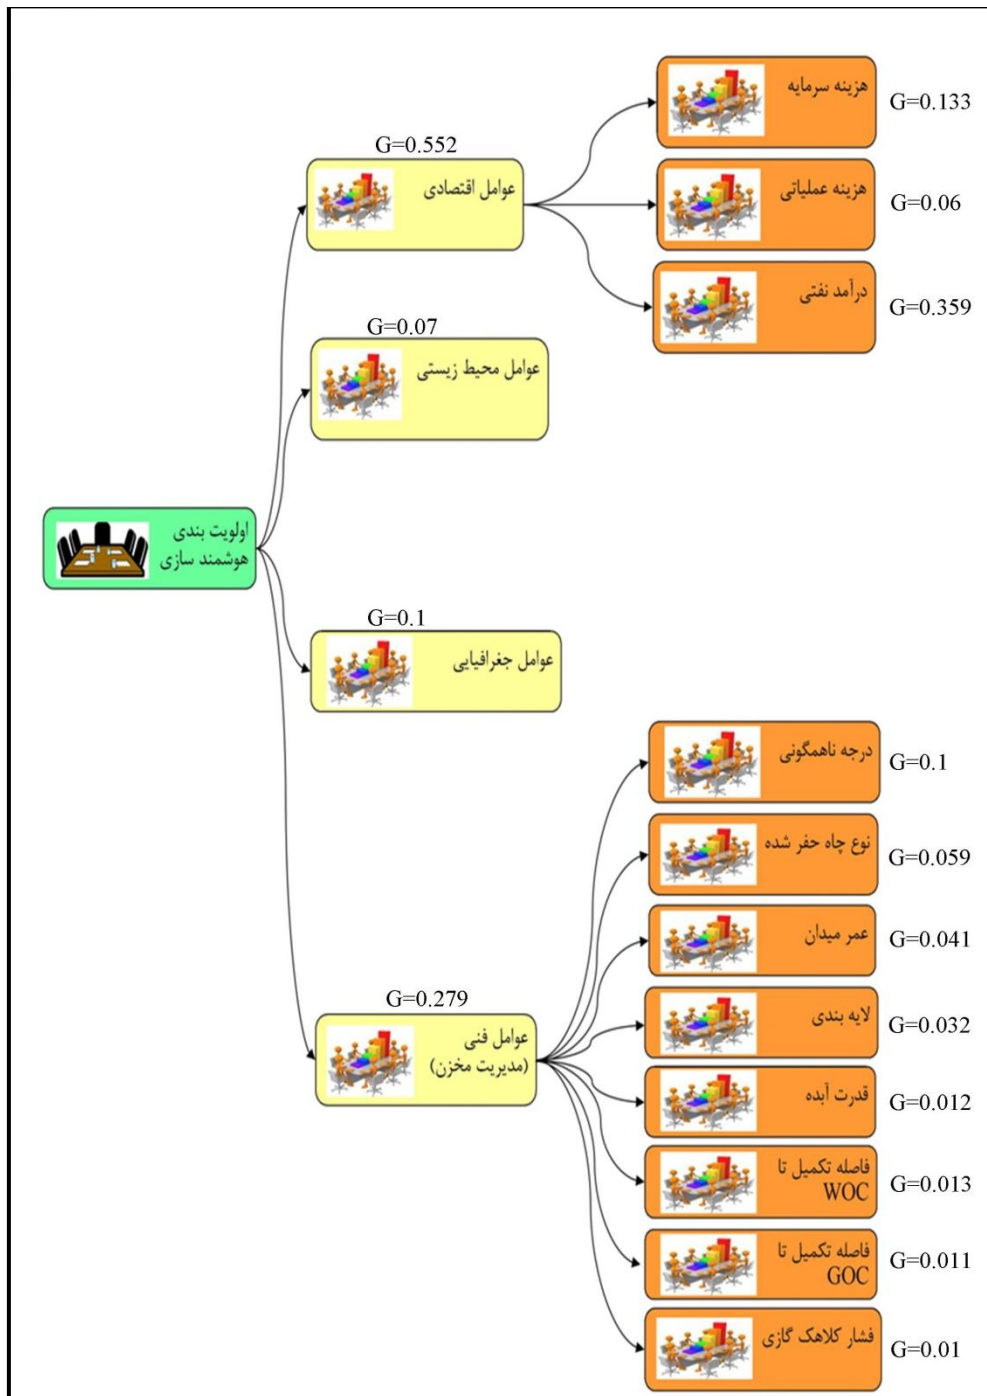 هزینه سرمایه
G=0.133
G=0.552
عوامل اقتصادی
هزینه عملیاتی
G=0.06
درآمد نفتی
G=0.359
G=0.07
عوامل محیط زیستی
اولویت بندی
هوشمند سازی
G=0.1
عوامل جغرافیایی
درجه ناهمگونی
G=0.1
نوع چاه حفر شده
G=0.059
عمر میدان
G=0.041
G=0.279
عوامل فنی
(مدیریت مخزن)
لایه بندی
G=0.032
قدرت آبده
G=0.012
فاصله تکمیل تا
WOC
G=0.013
فاصله تکمیل تا
GOC
G=0.011
فشار کلاهک گازی
G=0.01